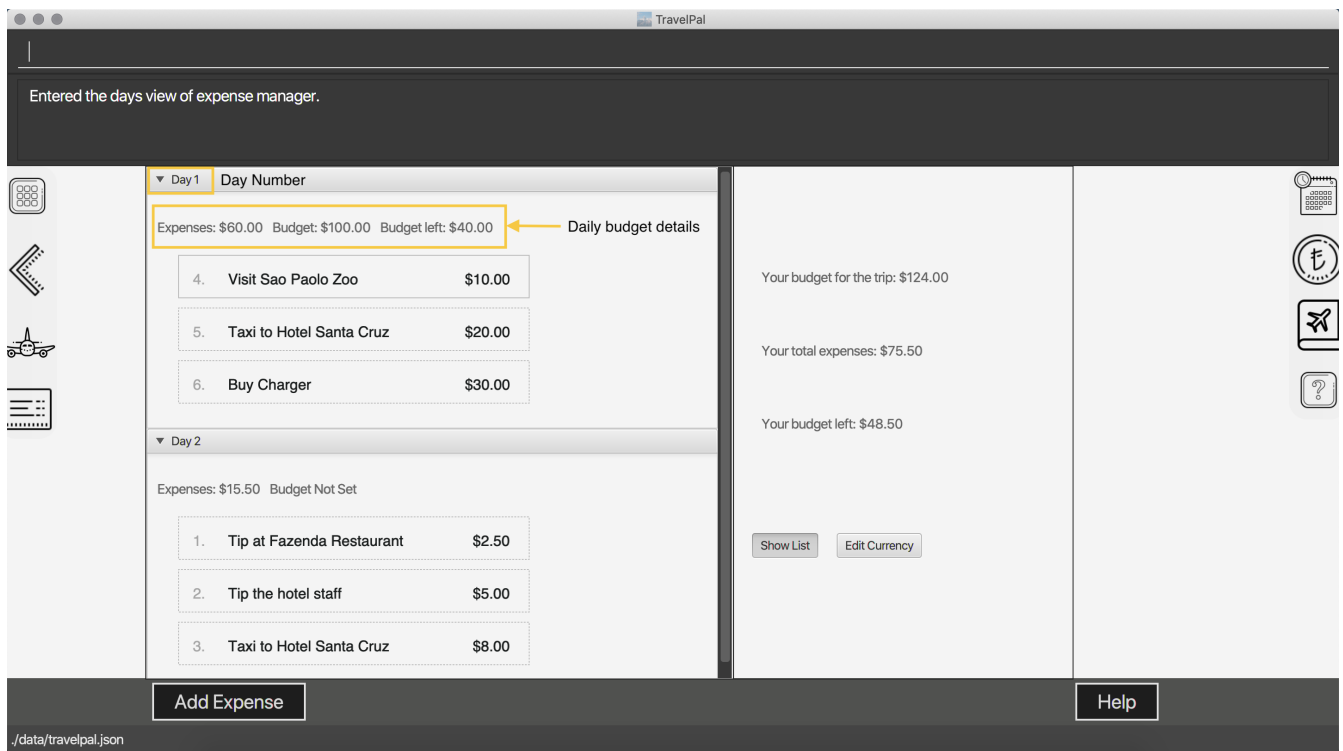 TravelPal
Entered the days view of expense manager.
Day 1 Day Number
Expenses: $60.00 Budget: $100.00 Budget left: $40.00 Daily budget details
4. Visit Sao Paolo Zoo $10.00
5. Taxi to Hotel Santa Cruz $20.00
6. Buy Charger $30.00
Day 2
Expenses: $15.50 Budget Not Set
1. Tip at Fazenda Restaurant $2.50
2. Tip the hotel staff $5.00
3. Taxi to Hotel Santa Cruz $8.00
Your budget for the trip: $124.00
Your total expenses: $75.50
Your budget left: $48.50
Show List Edit Currency
₺
?
Add Expense Help
./data/travelpal.json